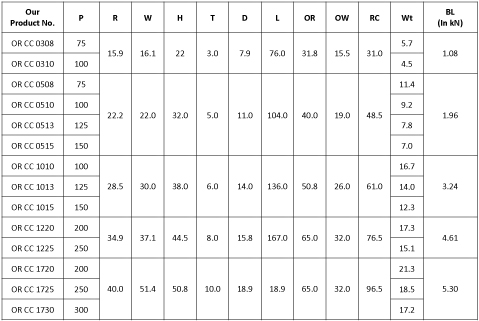 Our Product No. P R W H T D L OR OW RC Wt BL (In kN)
OR CC 0308 75 15.9 16.1 22 3.0 7.9 76.0 31.8 15.5 31.0 5.7 1.08
OR CC 0310 100 4.5
OR CC 0508 75 22.2 22.0 32.0 5.0 11.0 104.0 40.0 19.0 48.5 11.4 1.96
OR CC 0510 100 9.2
OR CC 0513 125 7.8
OR CC 0515 150 7.0
OR CC 1010 100 28.5 30.0 38.0 6.0 14.0 136.0 50.8 26.0 61.0 16.7 3.24
OR CC 1013 125 14.0
OR CC 1015 150 12.3
OR CC 1220 200 34.9 37.1 44.5 8.0 15.8 167.0 65.0 32.0 76.5 17.3 4.61
OR CC 1225 250 15.1
OR CC 1720 200 40.0 51.4 50.8 10.0 18.9 18.9 65.0 32.0 96.5 21.3 5.30
OR CC 1725 250 18.5
OR CC 1730 300 17.2